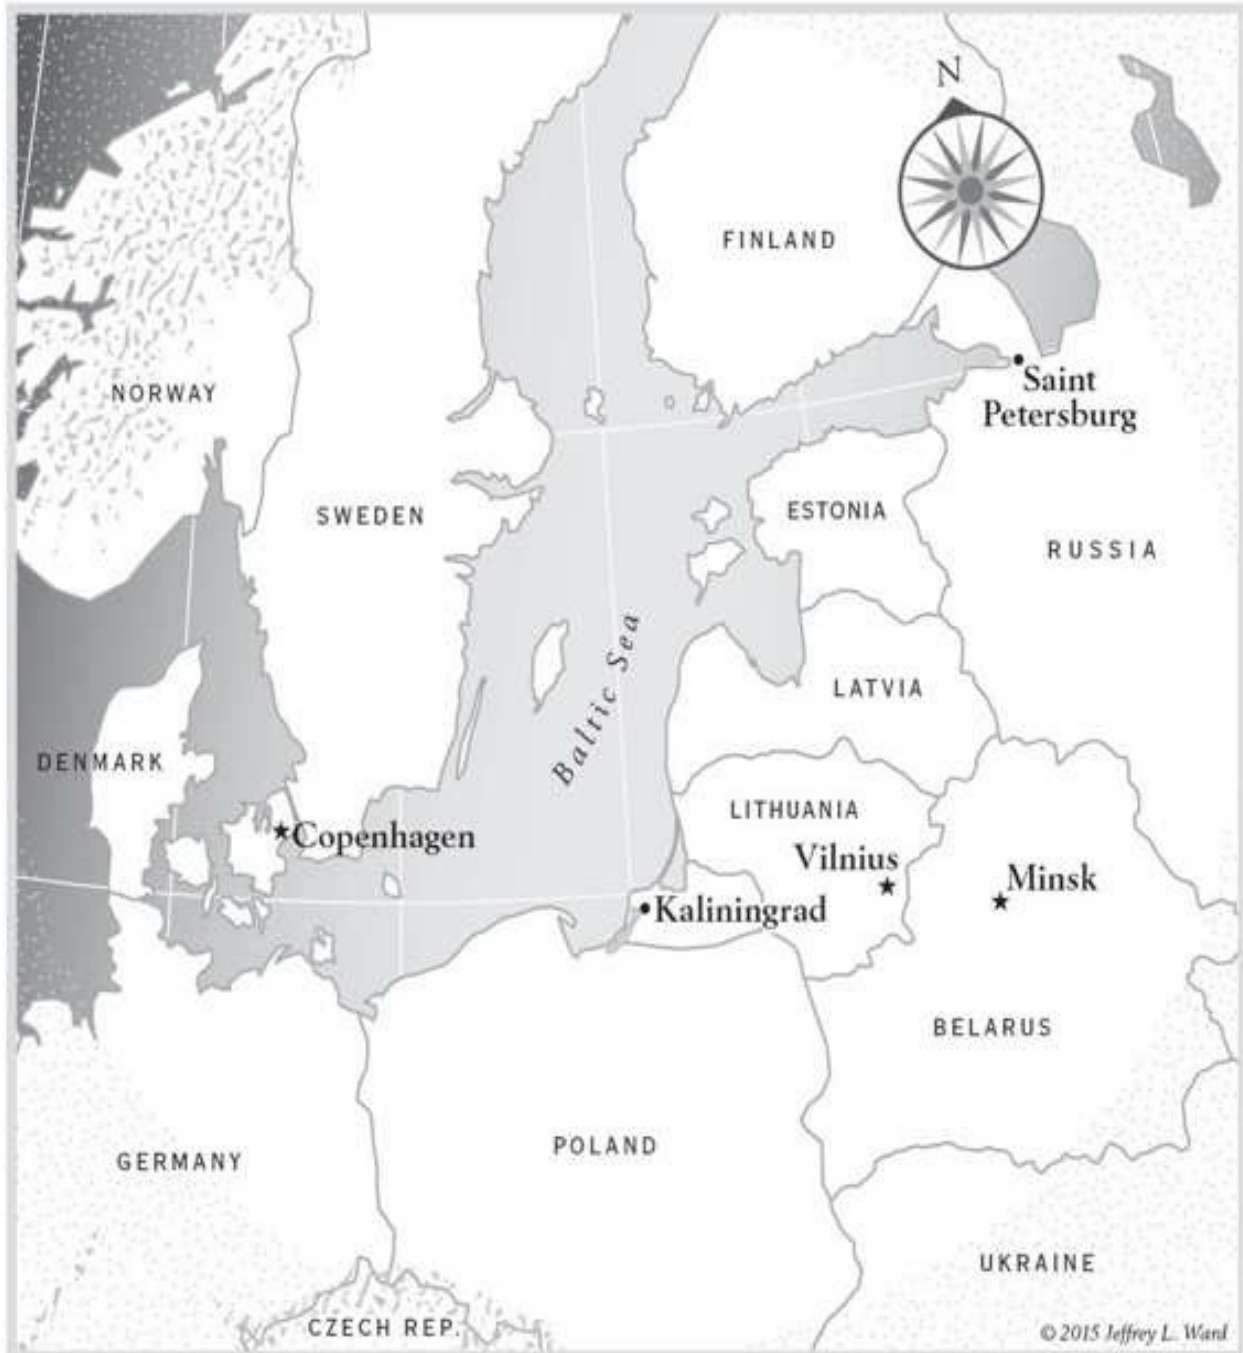 N
FINLAND
Saint
Petersburg
NORWAY
SWEDEN
ESTONIA
RUSSIA
Baltic Sea
LATVIA
DENMARK
LITHUANIA
Copenhagen
Vilnius
Minsk
Kaliningrad
BELARUS
POLAND
GERMANY
UKRAINE
CZECH REP.
© 2015 Jeffrey L. Ward